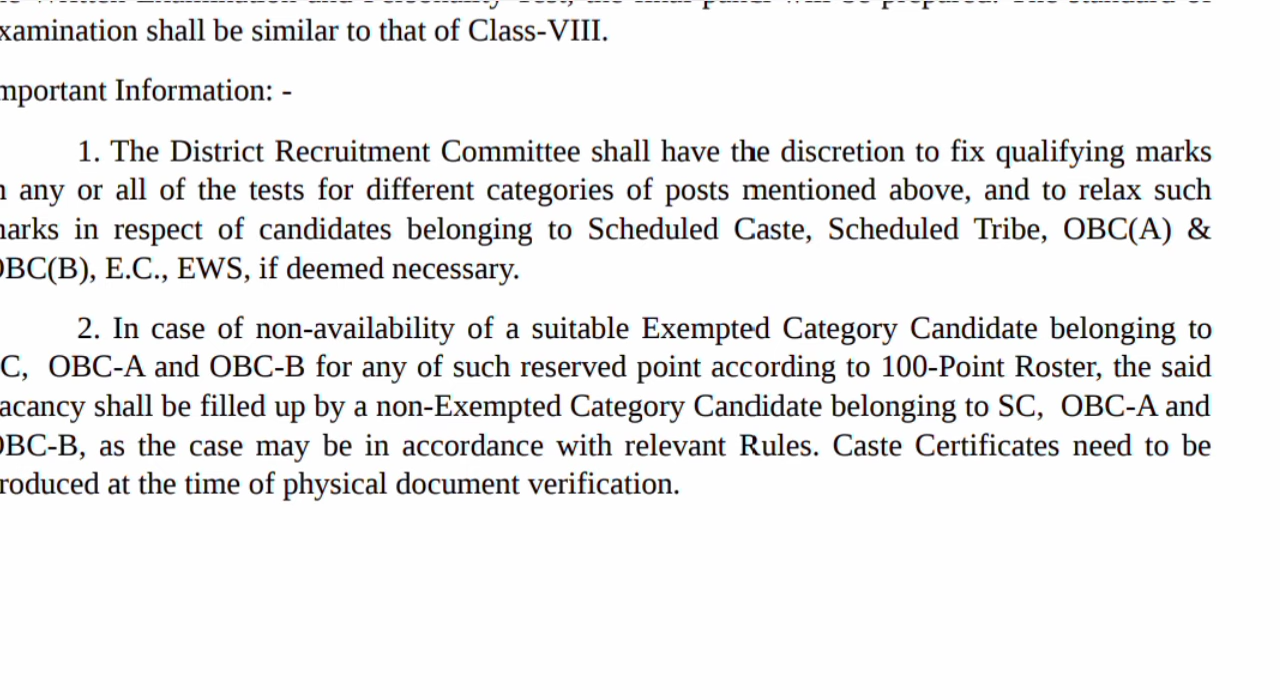 xamination shall be similar to that of Class-VIII.
mportant Information: -
1. The District Recruitment Committee shall have the discretion to fix qualifying marks
any or all of the tests for different categories of posts mentioned above, and to relax such
arks in respect of candidates belonging to Scheduled Caste, Scheduled Tribe, OBC(A) &
BC(B), E.C., EWS, if deemed necessary.
2. In case of non-availability of a suitable Exempted Category Candidate belonging to
C, OBC-A and OBC-B for any of such reserved point according to 100-Point Roster, the said
acancy shall be filled up by a non-Exempted Category Candidate belonging to SC, OBC-A and
BC-B, as the case may be in accordance with relevant Rules. Caste Certificates need to be
roduced at the time of physical document verification.